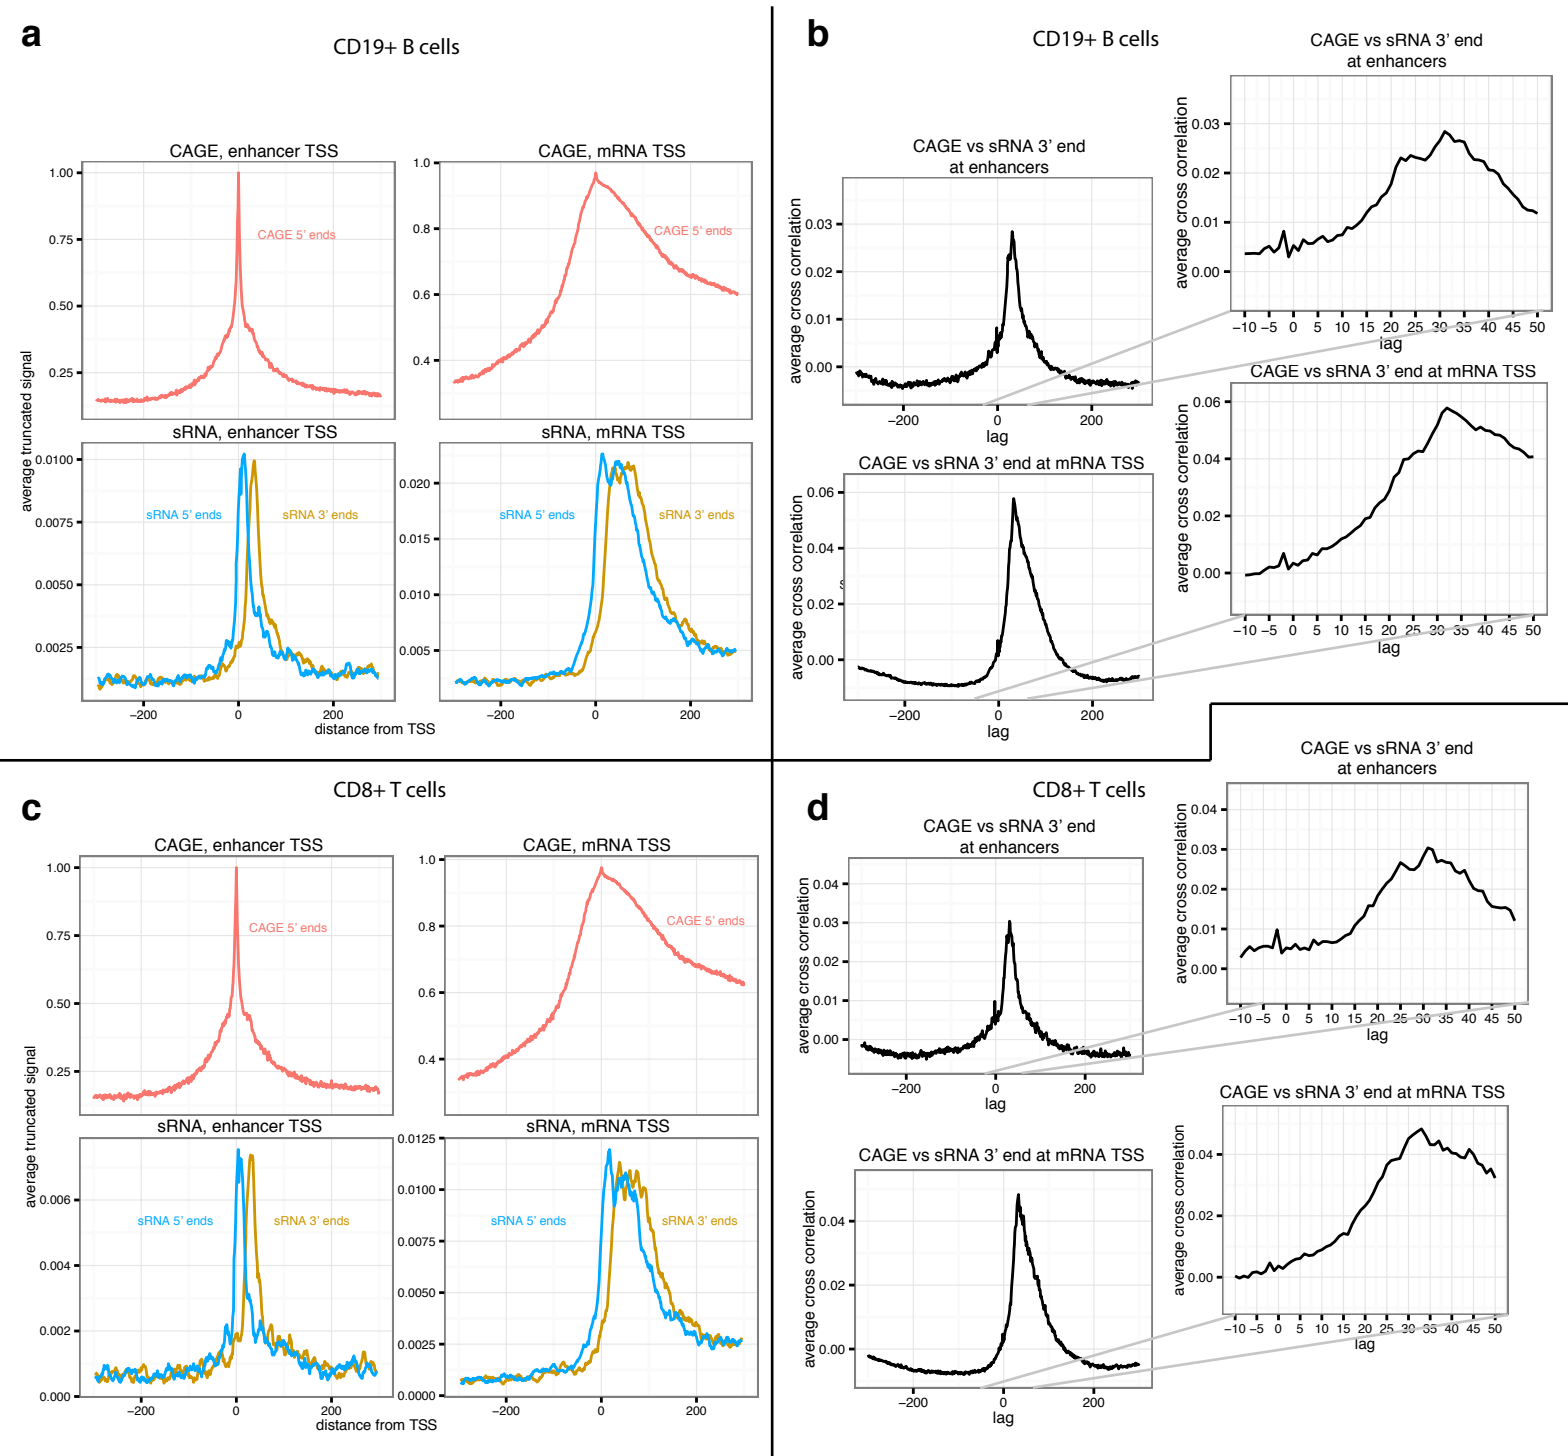 a
CD19+ B cells
CAGE, enhancer TSS
CAGE, mRNA TSS
1.00
0.75
0.50
0.25
CAGE 5' ends
1.0
0.8
0.6
0.4
CAGE 5' ends
average truncated signal
sRNA, enhancer TSS
sRNA, mRNA TSS
0.0100
0.0075
0.0050
0.0025
sRNA 5' ends
sRNA 3' ends
−200 0 200
0.020
0.015
0.010
0.005
sRNA 5' ends
sRNA 3' ends
−200 0 200
distance from TSS
b
CD19+ B cells
CAGE vs sRNA 3' end
at enhancers
average cross correlation
0.03
0.02
0.01
0.00
−200 0 200
lag
CAGE vs sRNA 3' end
at enhancers
average cross correlation
0.03
0.02
0.01
0.00
−10 −5 0 5 10 15 20 25 30 35 40 45 50
lag
CAGE vs sRNA 3' end at mRNA TSS
average cross correlation
0.06
0.04
0.02
0.00
−200 0 200
lag
CAGE vs sRNA 3' end at mRNA TSS
average cross correlation
0.06
0.04
0.02
0.00
−10 −5 0 5 10 15 20 25 30 35 40 45 50
lag
c
CD8+ T cells
CAGE, enhancer TSS
CAGE, mRNA TSS
1.00
0.75
0.50
0.25
CAGE 5' ends
1.0
0.8
0.6
0.4
CAGE 5' ends
average truncated signal
sRNA, enhancer TSS
sRNA, mRNA TSS
0.006
0.004
0.002
0.000
sRNA 5' ends
sRNA 3' ends
−200 0 200
0.0125
0.0100
0.0075
0.0050
0.0025
0.0000
sRNA 5' ends
sRNA 3' ends
−200 0 200
distance from TSS
d
CD8+ T cells
CAGE vs sRNA 3' end
at enhancers
average cross correlation
0.04
0.03
0.02
0.01
0.00
−200 0 200
lag
CAGE vs sRNA 3' end
at enhancers
average cross correlation
0.04
0.03
0.02
0.01
0.00
−10 −5 0 5 10 15 20 25 30 35 40 45 50
lag
CAGE vs sRNA 3' end at mRNA TSS
average cross correlation
0.04
0.02
0.00
−200 0 200
lag
CAGE vs sRNA 3' end at mRNA TSS
average cross correlation
0.04
0.02
0.00
−10 −5 0 5 10 15 20 25 30 35 40 45 50
lag